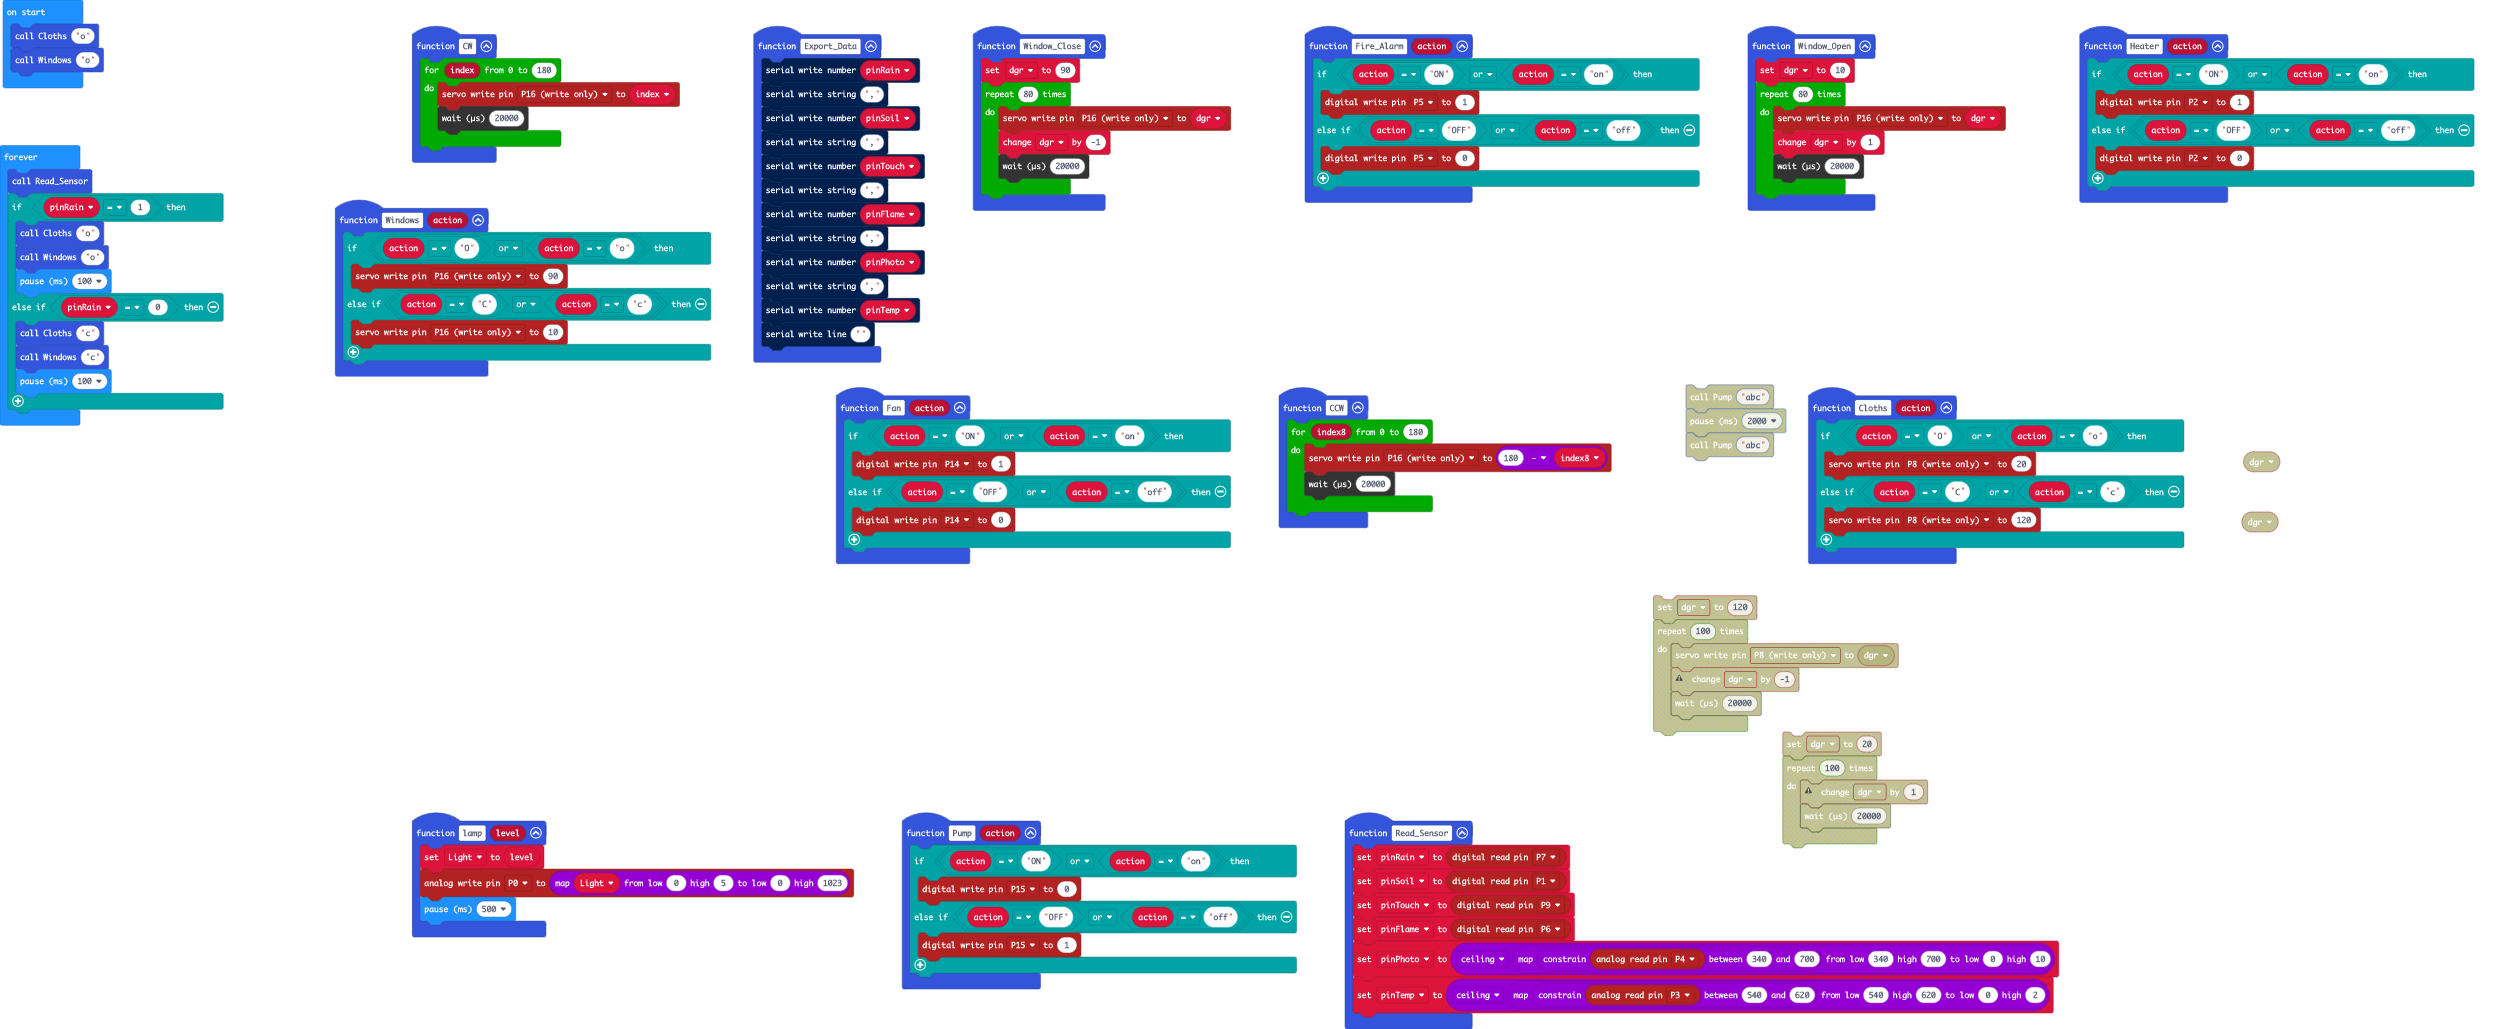 on start
call Cloths "o"
call Windows "o"
forever
call Read_Sensor
if pinRain = 1 then
call Cloths "o"
call Windows "o"
pause (ms) 100
else if pinRain = 0 then
call Cloths "c"
call Windows "c"
pause (ms) 100
function CW
for index from 0 to 180
do
servo write pin P16 (write only) to index
wait (µs) 20000
function Windows action
if action = "O" or action = "o" then
servo write pin P16 (write only) to 90
else if action = "C" or action = "c" then
servo write pin P16 (write only) to 10
function Export_Data
serial write number pinRain
serial write string ","
serial write number pinSoil
serial write string ","
serial write number pinTouch
serial write string ","
serial write number pinFlame
serial write string ","
serial write number pinPhoto
serial write string ","
serial write number pinTemp
serial write line ""
function Window_Close
set dgr to 90
repeat 80 times
do
servo write pin P16 (write only) to dgr
change dgr by -1
wait (µs) 20000
function Fire_Alarm action
if action = "ON" or action = "on" then
digital write pin P5 to 1
else if action = "OFF" or action = "off" then
digital write pin P5 to 0
function Window_Open
set dgr to 10
repeat 80 times
do
servo write pin P16 (write only) to dgr
change dgr by 1
wait (µs) 20000
function Heater action
if action = "ON" or action = "on" then
digital write pin P2 to 1
else if action = "OFF" or action = "off" then
digital write pin P2 to 0
function Fan action
if action = "ON" or action = "on" then
digital write pin P14 to 1
else if action = "OFF" or action = "off" then
digital write pin P14 to 0
function CCW
for index8 from 0 to 180
do
servo write pin P16 (write only) to 180 - index8
wait (µs) 20000
call Pump "abc"
pause (ms) 2000
call Pump "abc"
function Cloths action
if action = "O" or action = "o" then
servo write pin P8 (write only) to 20
else if action = "C" or action = "c" then
servo write pin P8 (write only) to 120
dgr
dgr
set dgr to 120
repeat 100 times
do
servo write pin P8 (write only) to dgr
change dgr by -1
wait (µs) 20000
set dgr to 20
repeat 100 times
do
change dgr by 1
wait (µs) 20000
function lamp level
set Light to level
analog write pin P0 to map Light from low 0 high 5 to low 0 high 1023
pause (ms) 500
function Pump action
if action = "ON" or action = "on" then
digital write pin P15 to 0
else if action = "OFF" or action = "off" then
digital write pin P15 to 1
function Read_Sensor
set pinRain to digital read pin P7
set pinSoil to digital read pin P1
set pinTouch to digital read pin P9
set pinFlame to digital read pin P6
set pinPhoto to ceiling map constrain analog read pin P4 between 340 and 700 from low 340 high 700 to low 0 high 10
set pinTemp to ceiling map constrain analog read pin P3 between 540 and 620 from low 540 high 620 to low 0 high 2